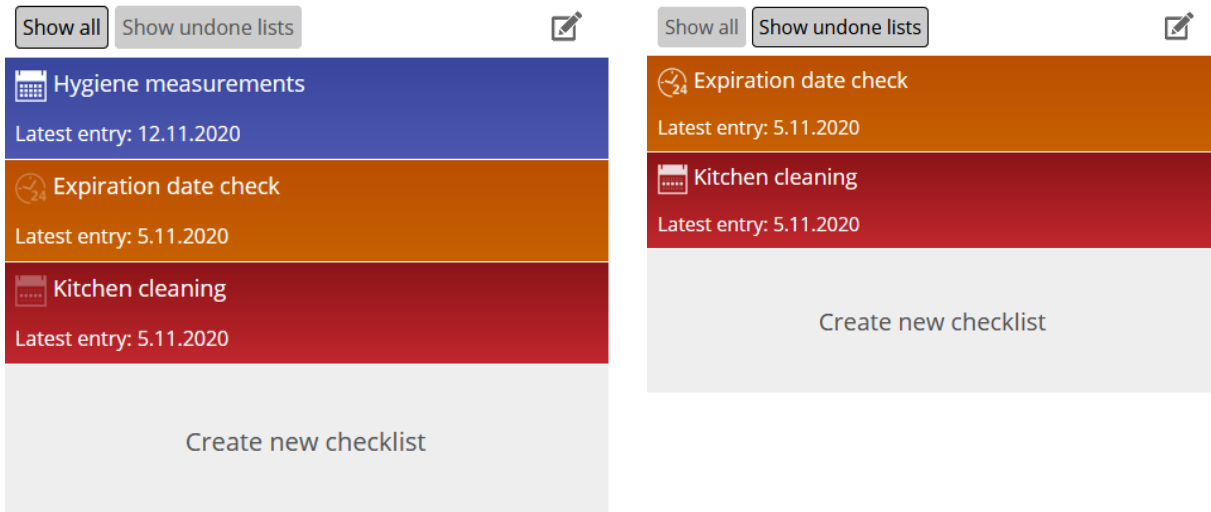 Show all Show undone lists
Hygiene measurements
Latest entry: 12.11.2020
24 Expiration date check
Latest entry: 5.11.2020
Kitchen cleaning
Latest entry: 5.11.2020
Create new checklist
Show all Show undone lists
24 Expiration date check
Latest entry: 5.11.2020
Kitchen cleaning
Latest entry: 5.11.2020
Create new checklist